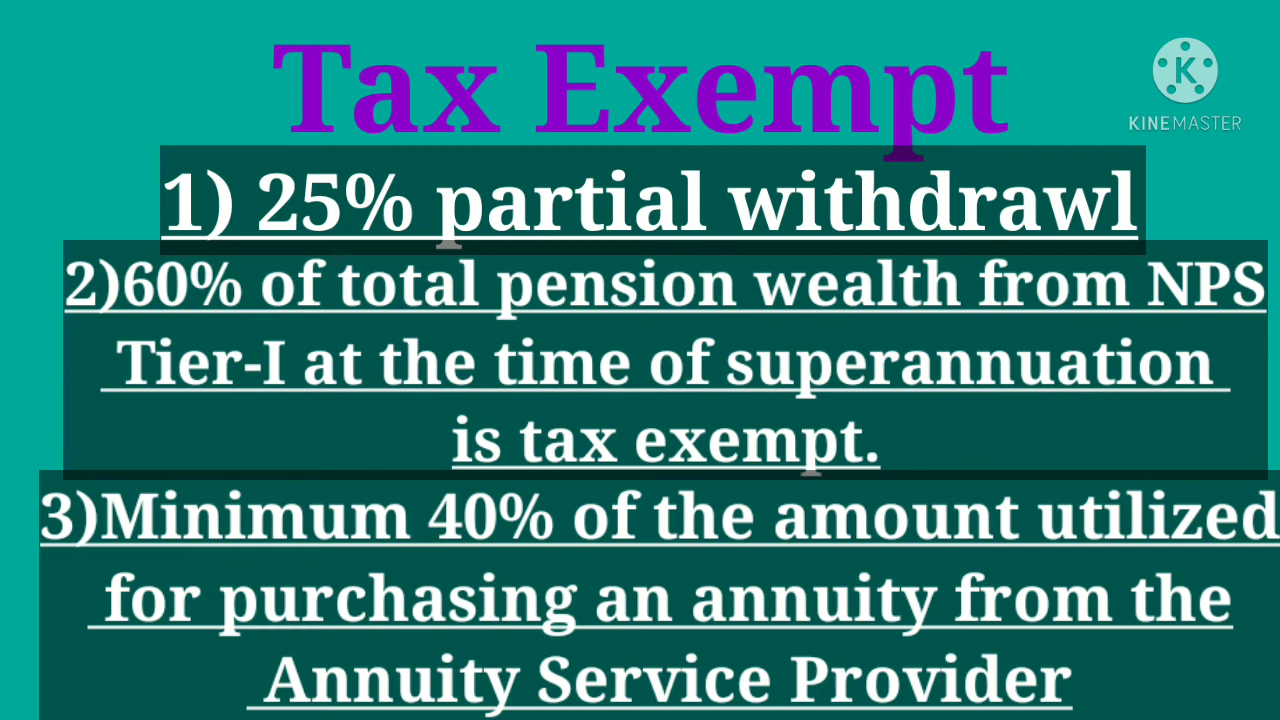 Tax Exempt
KINEMASTER
1) 25% partial withdrawl
2)60% of total pension wealth from NPS
Tier-I at the time of superannuation
is tax exempt.
3)Minimum 40% of the amount utilized
for purchasing an annuity from the
Annuity Service Provider